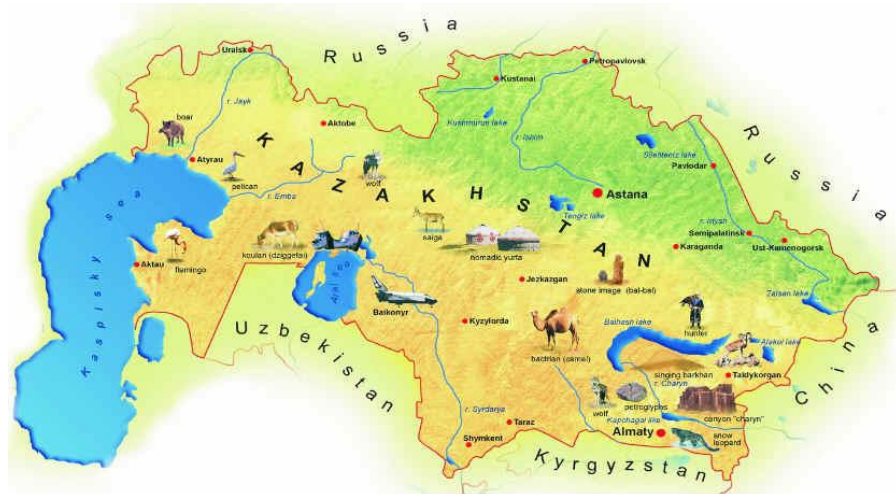 Russia
Uralsk
Petropavlovsk
Kustanai
r. Jayk
boar
Aktobe
Kushmurun lake
r. Ishim
Russia
Atyrau
pelican
r. Emba
wolf
KAZAKHSTAN
Pavlodar
Astana
Tengiz lake
r. Irtysh
Semipalatinsk
Ust-Kamenogorsk
Karaganda
Kaspisky sea
saiga
nomadic yurta
koulan (dziggetai)
flamingo
Aktau
Aral sea
Jezkazgan
stone image (bal-bal)
Zaisan lake
Baikonyr
Kyzylorda
hunter
Balhash lake
Alakol lake
bactrian (camel)
Uzbekistan
China
singing barkhan
Taldykorgan
r. Charyn
wolf
petroglyphs
canyon "charyn"
r. Syrdarya
Taraz
Kapchagai lake
Almaty
Shymkent
snow
leopard
Kyrgyzstan